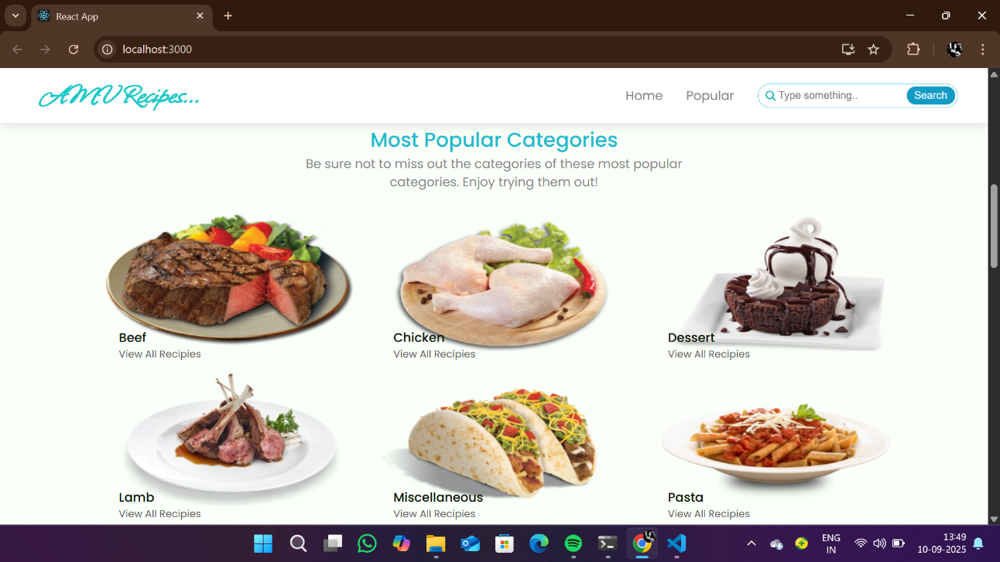 React App
localhost:3000
AMV Recipes...
Home
Popular
Type something..
Search
Most Popular Categories
Be sure not to miss out the categories of these most popular
categories. Enjoy trying them out!
Beef
View All Recipies
Chicken
View All Recipies
Dessert
View All Recipies
Lamb
View All Recipies
Miscellaneous
View All Recipies
Pasta
View All Recipies
ENG
IN
13:49
10-09-2025